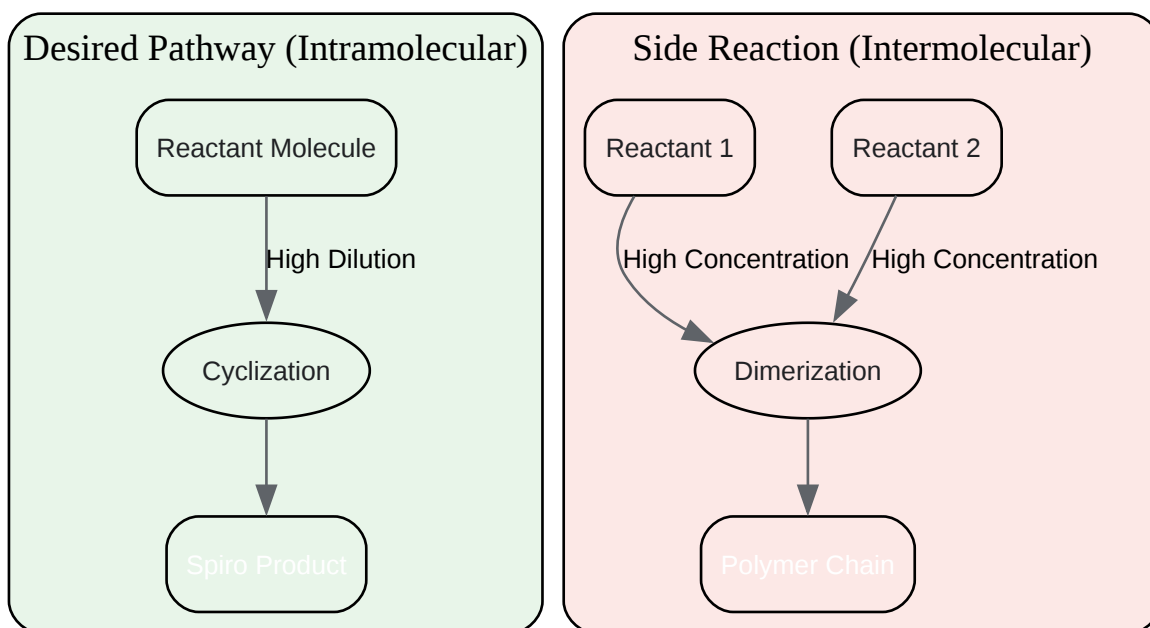 Desired Pathway (Intramolecular)
Reactant Molecule
High Dilution
Cyclization
Spiro Product
Side Reaction (Intermolecular)
Reactant 1
Reactant 2
High Concentration
High Concentration
Dimerization
Polymer Chain